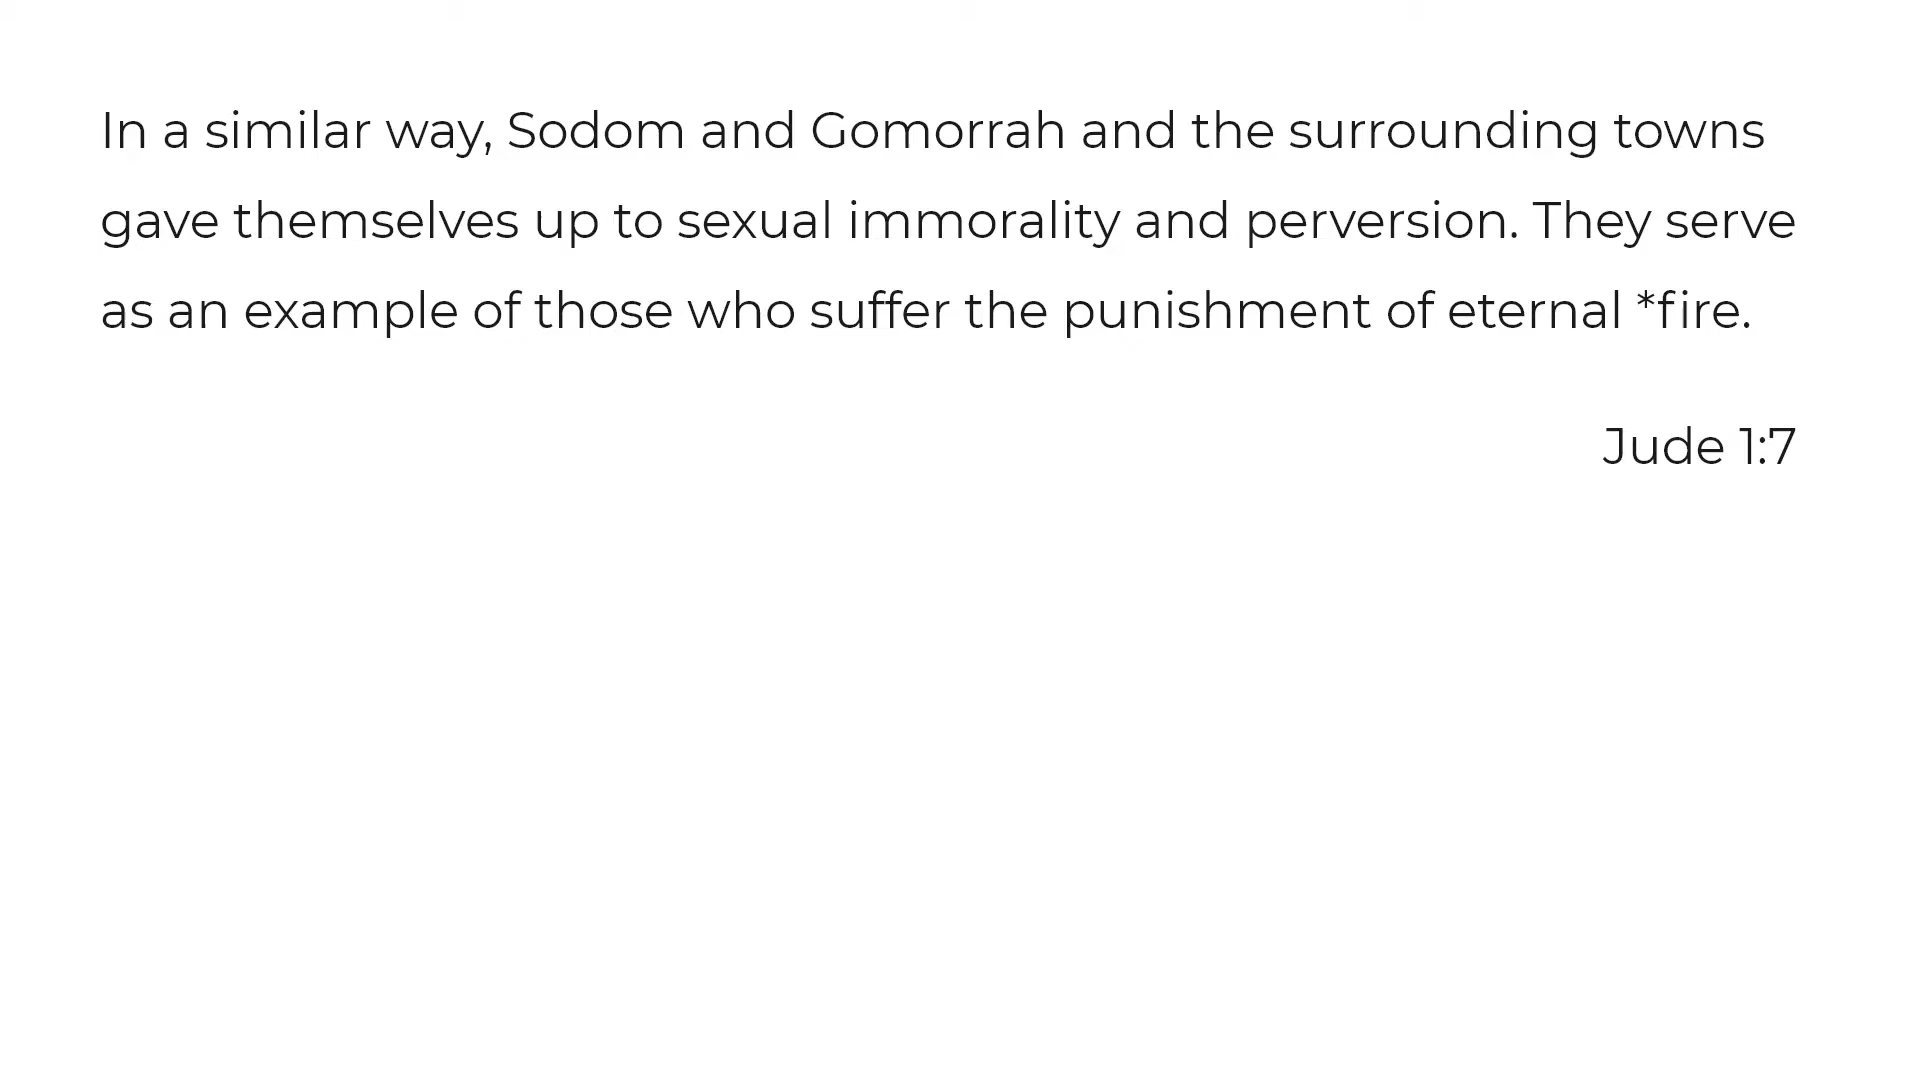 In a similar way, Sodom and Gomorrah and the surrounding towns
gave themselves up to sexual immorality and perversion. They serve
as an example of those who suffer the punishment of eternal *fire.
Jude 1:7